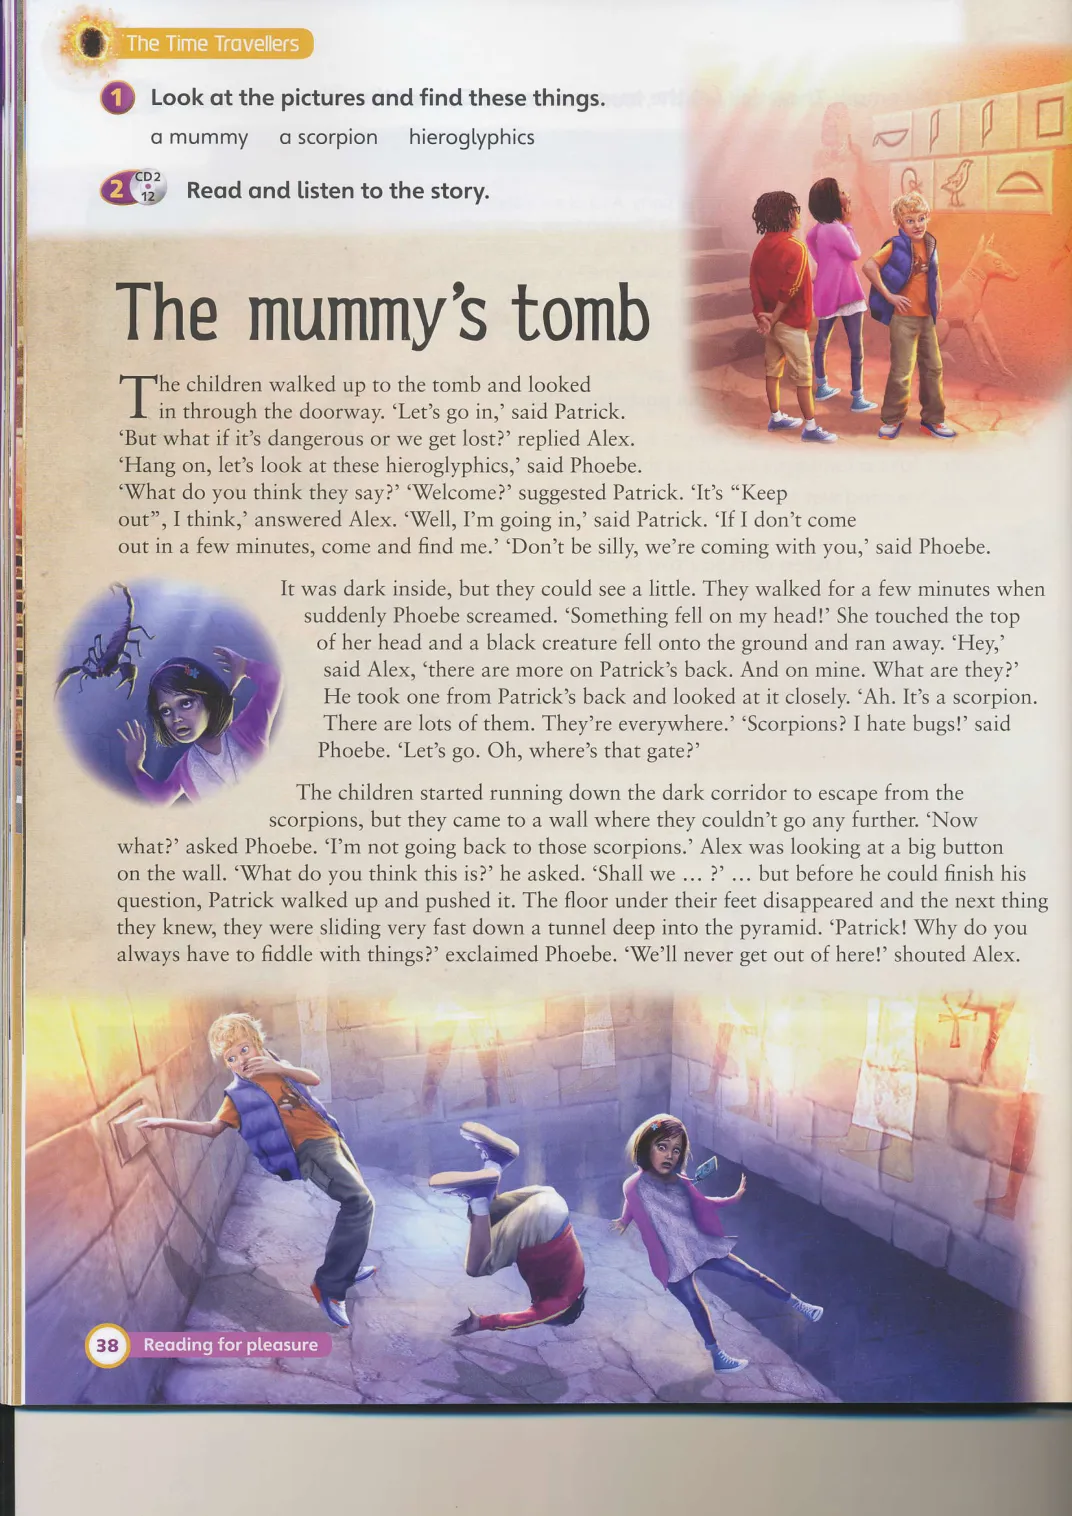 The Time Travellers
1 Look at the pictures and find these things.
a mummy a scorpion hieroglyphics
2 CD2 12 Read and listen to the story.
The mummy's tomb
The children walked up to the tomb and looked
in through the doorway. ‘Let's go in,’ said Patrick.
‘But what if it's dangerous or we get lost?’ replied Alex.
‘Hang on, let's look at these hieroglyphics,’ said Phoebe.
‘What do you think they say?’ ‘Welcome?’ suggested Patrick. ‘It's “Keep
out”, I think,’ answered Alex. ‘Well, I'm going in,’ said Patrick. ‘If I don't come
out in a few minutes, come and find me.’ ‘Don't be silly, we're coming with you,’ said Phoebe.
It was dark inside, but they could see a little. They walked for a few minutes when
suddenly Phoebe screamed. ‘Something fell on my head!’ She touched the top
of her head and a black creature fell onto the ground and ran away. ‘Hey,’
said Alex, ‘there are more on Patrick's back. And on mine. What are they?’
He took one from Patrick's back and looked at it closely. ‘Ah. It's a scorpion.
There are lots of them. They're everywhere.’ ‘Scorpions? I hate bugs!’ said
Phoebe. ‘Let's go. Oh, where's that gate?’
The children started running down the dark corridor to escape from the
scorpions, but they came to a wall where they couldn't go any further. ‘Now
what?’ asked Phoebe. ‘I'm not going back to those scorpions.’ Alex was looking at a big button
on the wall. ‘What do you think this is?’ he asked. ‘Shall we … ?’ … but before he could finish his
question, Patrick walked up and pushed it. The floor under their feet disappeared and the next thing
they knew, they were sliding very fast down a tunnel deep into the pyramid. ‘Patrick! Why do you
always have to fiddle with things?’ exclaimed Phoebe. ‘We'll never get out of here!’ shouted Alex.
38 Reading for pleasure